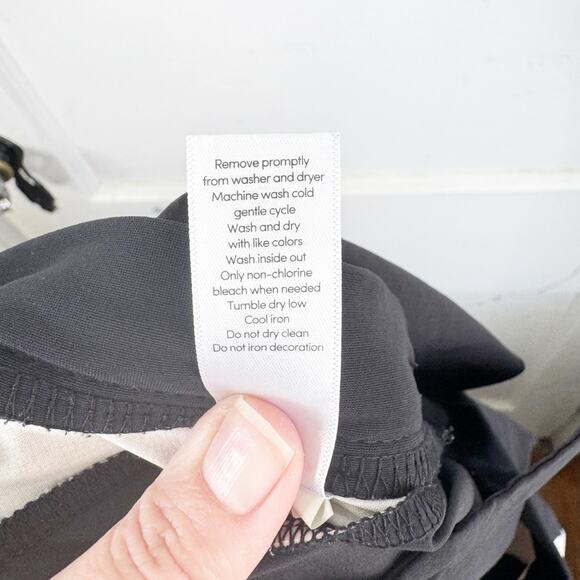 Remove promptly
from washer and dryer
Machine wash cold
gentle cycle
Wash and dry
with like colors
Wash inside out
Only non-chlorine
bleach when needed
Tumble dry low
Cool iron
Do not dry clean
Do not iron decoration